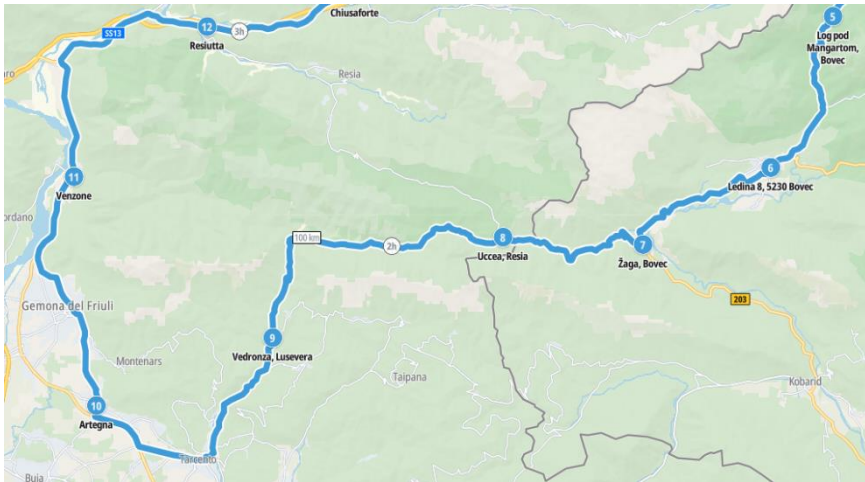 5
Chiusaforte
12
3h
SS13
Resiutta
Log pod
Mangartom,
Bovec
Resia
6
11
Ledina 8, 5230 Bovec
Venzone
ordano
8
100 km
2h
7
Uccea, Resia
Žaga, Bovec
203
Gemona del Friuli
9
Vedronza, Lusevera
Montenars
Taipana
Kobarid
10
Artegna
Tarcento
Buja